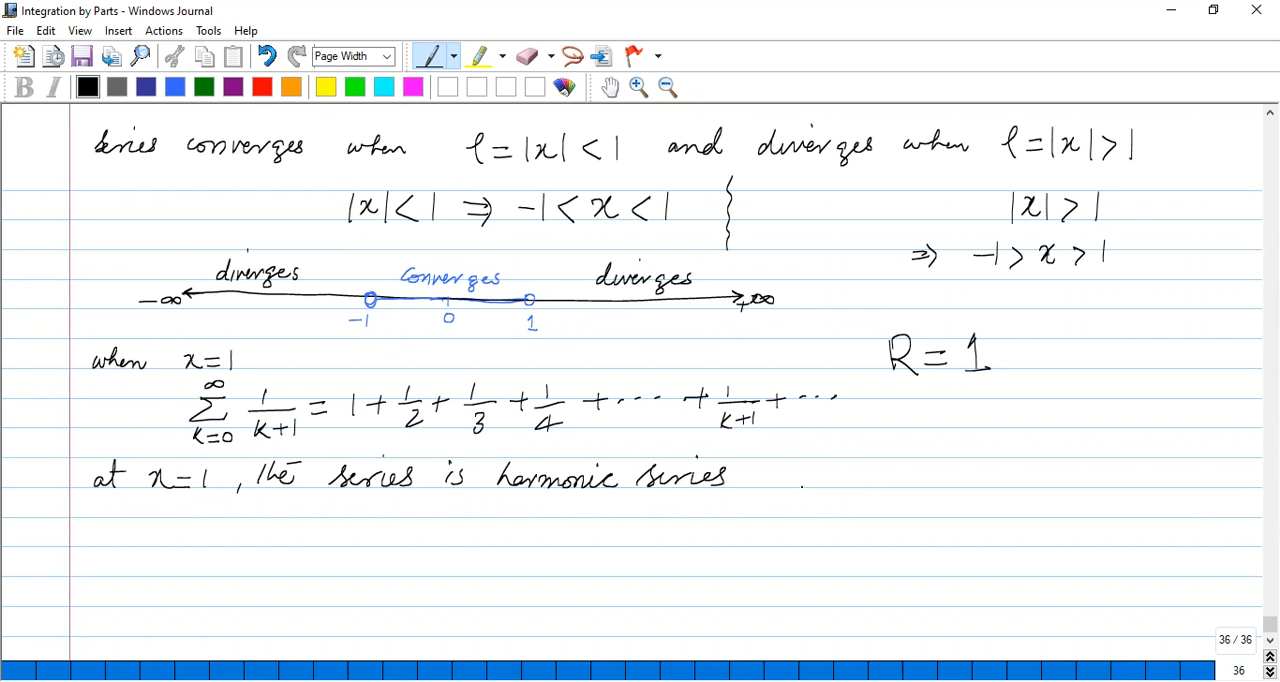 Integration by Parts - Windows Journal
File Edit View Insert Actions Tools Help
Page Width
B I
series converges when ρ = |x| < 1 and diverges when ρ = |x| > 1
|x| < 1 ⇒ -1 < x < 1 |x| > 1
⇒ -1 > x > 1
diverges converges diverges
-∞ +∞
-1 0 1
when x = 1 R = 1
∞
∑ 1/(k+1) = 1 + 1/2 + 1/3 + 1/4 + ... + 1/(k+1) + ...
k=0
at x = 1, the series is harmonic series
36 / 36
36